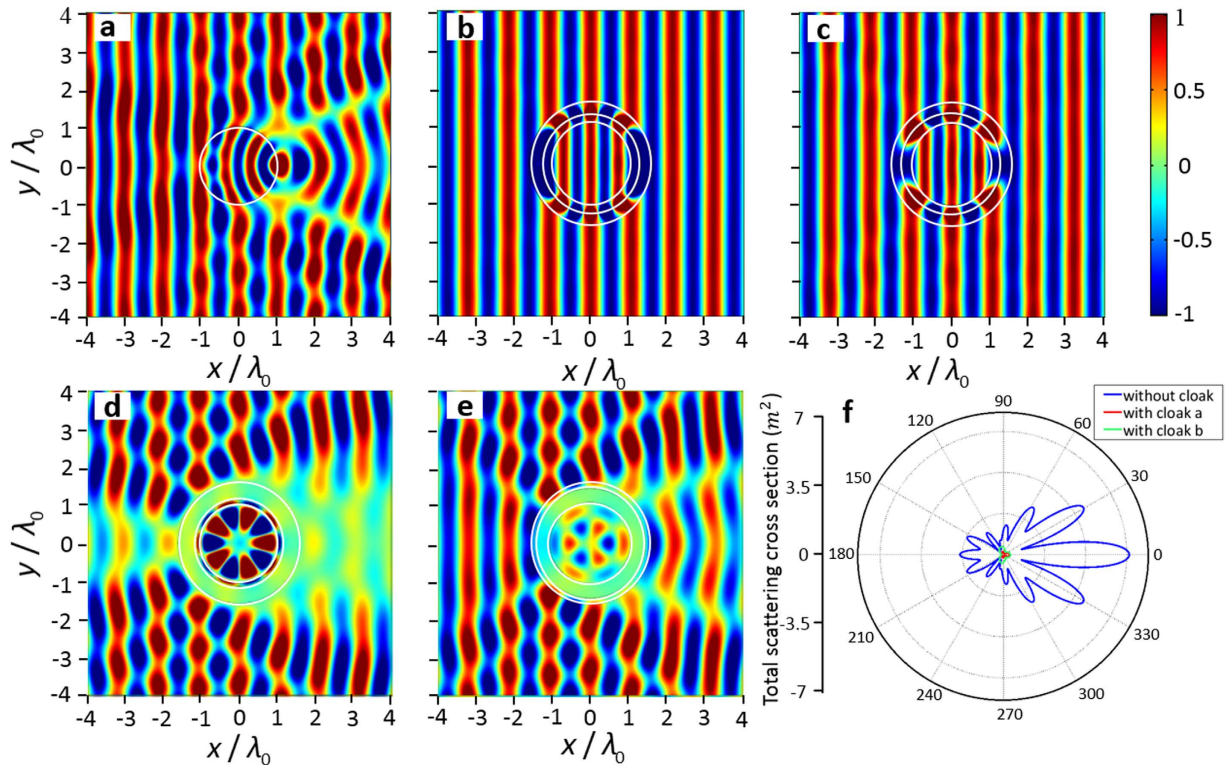 a
b
c
4
3
2
1
0
-1
-2
-3
-4
y / λ0
-4 -3 -2 -1 0 1 2 3 4
-4 -3 -2 -1 0 1 2 3 4
-4 -3 -2 -1 0 1 2 3 4
x / λ0
x / λ0
x / λ0
1
0.5
0
-0.5
-1
d
e
f
4
3
2
1
0
-1
-2
-3
-4
y / λ0
-4 -3 -2 -1 0 1 2 3 4
-4 -3 -2 -1 0 1 2 3 4
x / λ0
x / λ0
Total scattering cross section (m²)
7
3.5
0
-3.5
-7
without cloak
with cloak a
with cloak b
90
120
60
150
30
180
0
210
330
240
300
270